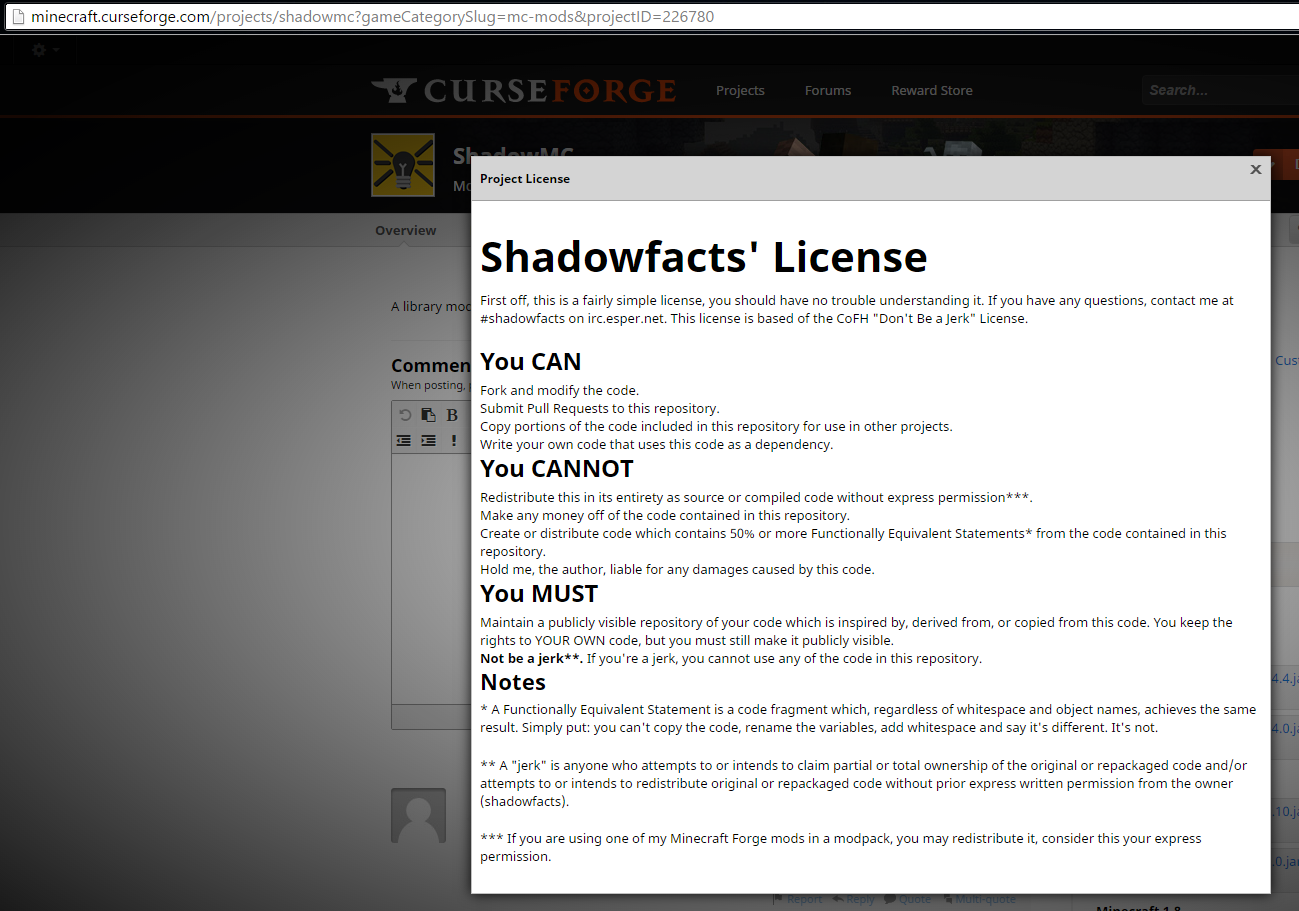 minecraft.curseforge.com/projects/shadowmc?gameCategorySlug=mc-mods&projectID=226780
CURSEFORGE
Projects
Forums
Reward Store
Search...
ShadowMC
Project License
Overview
Shadowfacts' License
First off, this is a fairly simple license, you should have no trouble understanding it. If you have any questions, contact me at
#shadowfacts on irc.esper.net. This license is based of the CoFH "Don't Be a Jerk" License.
A library mod
You CAN
Commen
When posting,
Fork and modify the code.
Submit Pull Requests to this repository.
Copy portions of the code included in this repository for use in other projects.
Write your own code that uses this code as a dependency.
You CANNOT
Redistribute this in its entirety as source or compiled code without express permission***.
Make any money off of the code contained in this repository.
Create or distribute code which contains 50% or more Functionally Equivalent Statements* from the code contained in this
repository.
Hold me, the author, liable for any damages caused by this code.
You MUST
Maintain a publicly visible repository of your code which is inspired by, derived from, or copied from this code. You keep the
rights to YOUR OWN code, but you must still make it publicly visible.
Not be a jerk**. If you're a jerk, you cannot use any of the code in this repository.
Notes
* A Functionally Equivalent Statement is a code fragment which, regardless of whitespace and object names, achieves the same
result. Simply put: you can't copy the code, rename the variables, add whitespace and say it's different. It's not.
** A "jerk" is anyone who attempts to or intends to claim partial or total ownership of the original or repackaged code and/or
attempts to or intends to redistribute original or repackaged code without prior express written permission from the owner
(shadowfacts).
*** If you are using one of my Minecraft Forge mods in a modpack, you may redistribute it, consider this your express
permission.
Report Reply Quote Multi-quote
Minecraft 1.8